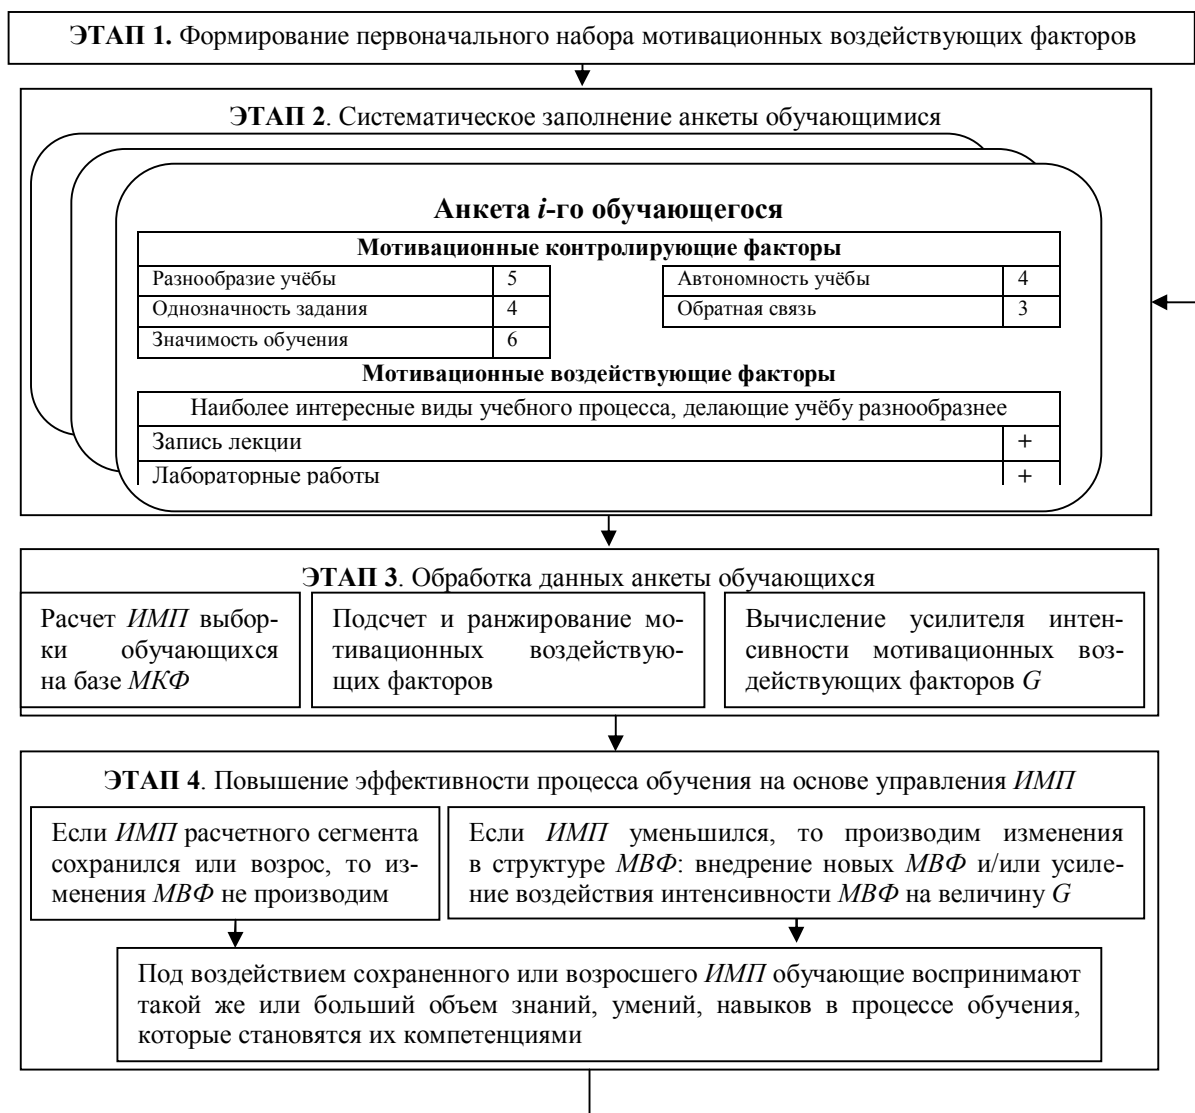 ЭТАП 1. Формирование первоначального набора мотивационных воздействующих факторов
ЭТАП 2. Систематическое заполнение анкеты обучающимися
Анкета i-го обучающегося
Мотивационные контролирующие факторы
Разнообразие учёбы 5
Однозначность задания 4
Значимость обучения 6
Автономность учёбы 4
Обратная связь 3
Мотивационные воздействующие факторы
Наиболее интересные виды учебного процесса, делающие учёбу разнообразнее
Запись лекции +
Лабораторные работы +
ЭТАП 3. Обработка данных анкеты обучающихся
Расчет ИМП выбор-
ки обучающихся
на базе МКФ
Подсчет и ранжирование мо-
тивационных воздействую-
щих факторов
Вычисление усилителя интен-
сивности мотивационных воз-
действующих факторов G
ЭТАП 4. Повышение эффективности процесса обучения на основе управления ИМП
Если ИМП расчетного сегмента
сохранился или возрос, то из-
менения МВФ не производим
Если ИМП уменьшился, то производим изменения
в структуре МВФ: внедрение новых МВФ и/или усиле-
ние воздействия интенсивности МВФ на величину G
Под воздействием сохраненного или возросшего ИМП обучающие воспринимают
такой же или больший объем знаний, умений, навыков в процессе обучения,
которые становятся их компетенциями